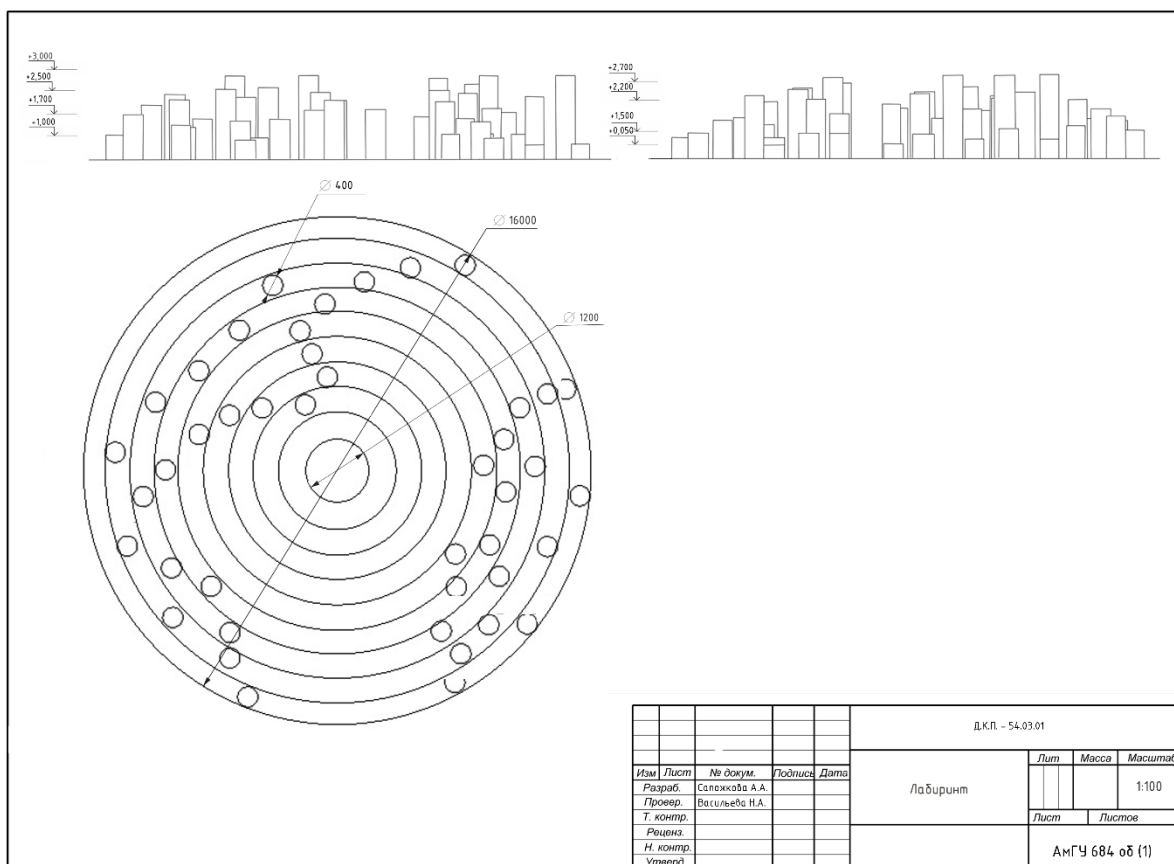 +3,000
+2,500
+1,700
+1,000
+2,700
+2,200
+1,500
+0,050
∅ 400
∅ 16000
∅ 1200
Д.К.П. – 54.03.01
Лит Масса Масштаб
Изм Лист № докум. Подпись Дата
Разраб. Сапожкова А.А.
Лабиринт
1:100
Провер. Васильева Н.А.
Т. контр.
Лист Листов
Реценз.
Н. контр.
АмГУ 684 об (1)
Утверд